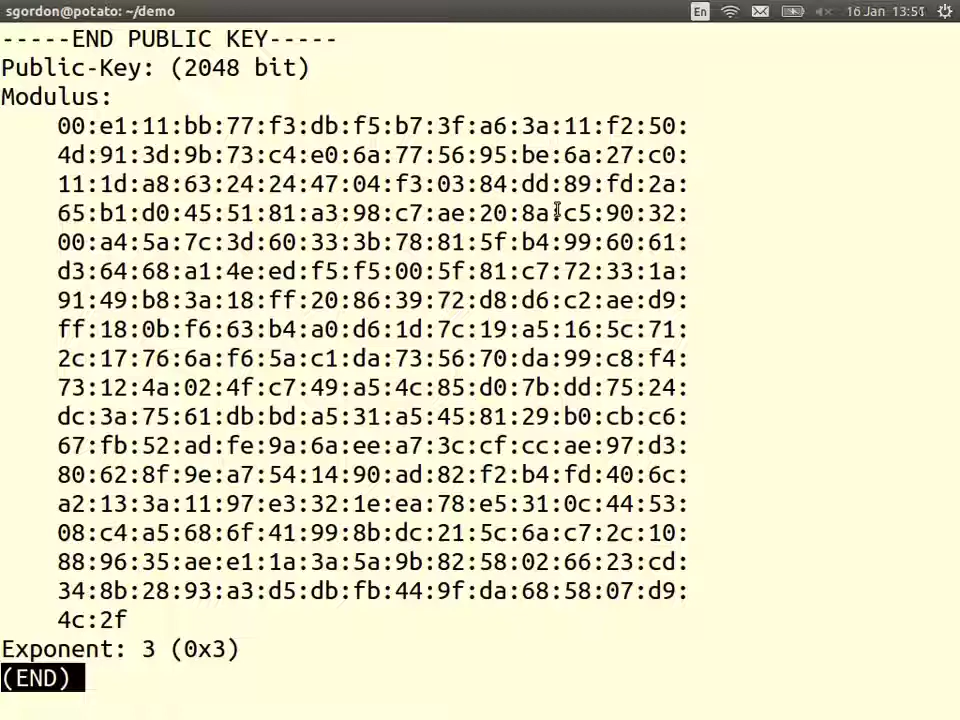 sgordon@potato: ~/demo
En
16 Jan 13:51
-----END PUBLIC KEY-----
Public-Key: (2048 bit)
Modulus:
00:e1:11:bb:77:f3:db:f5:b7:3f:a6:3a:11:f2:50:
4d:91:3d:9b:73:c4:e0:6a:77:56:95:be:6a:27:c0:
11:1d:a8:63:24:24:47:04:f3:03:84:dd:89:fd:2a:
65:b1:d0:45:51:81:a3:98:c7:ae:20:8a:c5:90:32:
00:a4:5a:7c:3d:60:33:3b:78:81:5f:b4:99:60:61:
d3:64:68:a1:4e:ed:f5:f5:00:5f:81:c7:72:33:1a:
91:49:b8:3a:18:ff:20:86:39:72:d8:d6:c2:ae:d9:
ff:18:0b:f6:63:b4:a0:d6:1d:7c:19:a5:16:5c:71:
2c:17:76:6a:f6:5a:c1:da:73:56:70:da:99:c8:f4:
73:12:4a:02:4f:c7:49:a5:4c:85:d0:7b:dd:75:24:
dc:3a:75:61:db:bd:a5:31:a5:45:81:29:b0:cb:c6:
67:fb:52:ad:fe:9a:6a:ee:a7:3c:cf:cc:ae:97:d3:
80:62:8f:9e:a7:54:14:90:ad:82:f2:b4:fd:40:6c:
a2:13:3a:11:97:e3:32:1e:ea:78:e5:31:0c:44:53:
08:c4:a5:68:6f:41:99:8b:dc:21:5c:6a:c7:2c:10:
88:96:35:ae:e1:1a:3a:5a:9b:82:58:02:66:23:cd:
34:8b:28:93:a3:d5:db:fb:44:9f:da:68:58:07:d9:
4c:2f
Exponent: 3 (0x3)
(END)